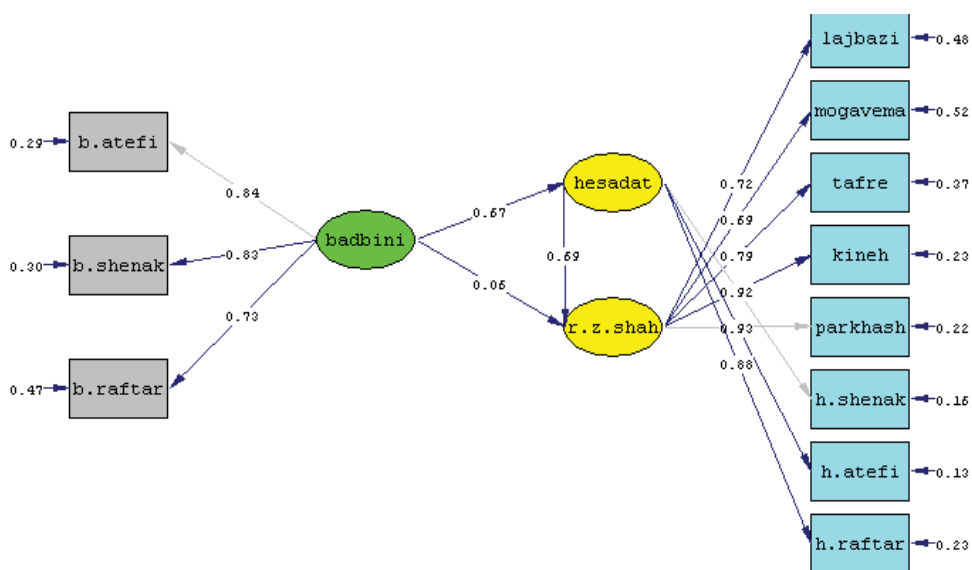 lajbazi
0.48
mogavema
0.52
0.29
b.atefi
0.84
hesadat
0.72
tafre
0.37
0.67
0.69
badbini
0.30
b.shenak
0.83
0.69
0.79
kineh
0.23
0.06
0.92
0.73
r.z.shah
0.93
parkhash
0.22
0.88
0.47
b.raftar
h.shenak
0.16
h.atefi
0.13
h.raftar
0.23